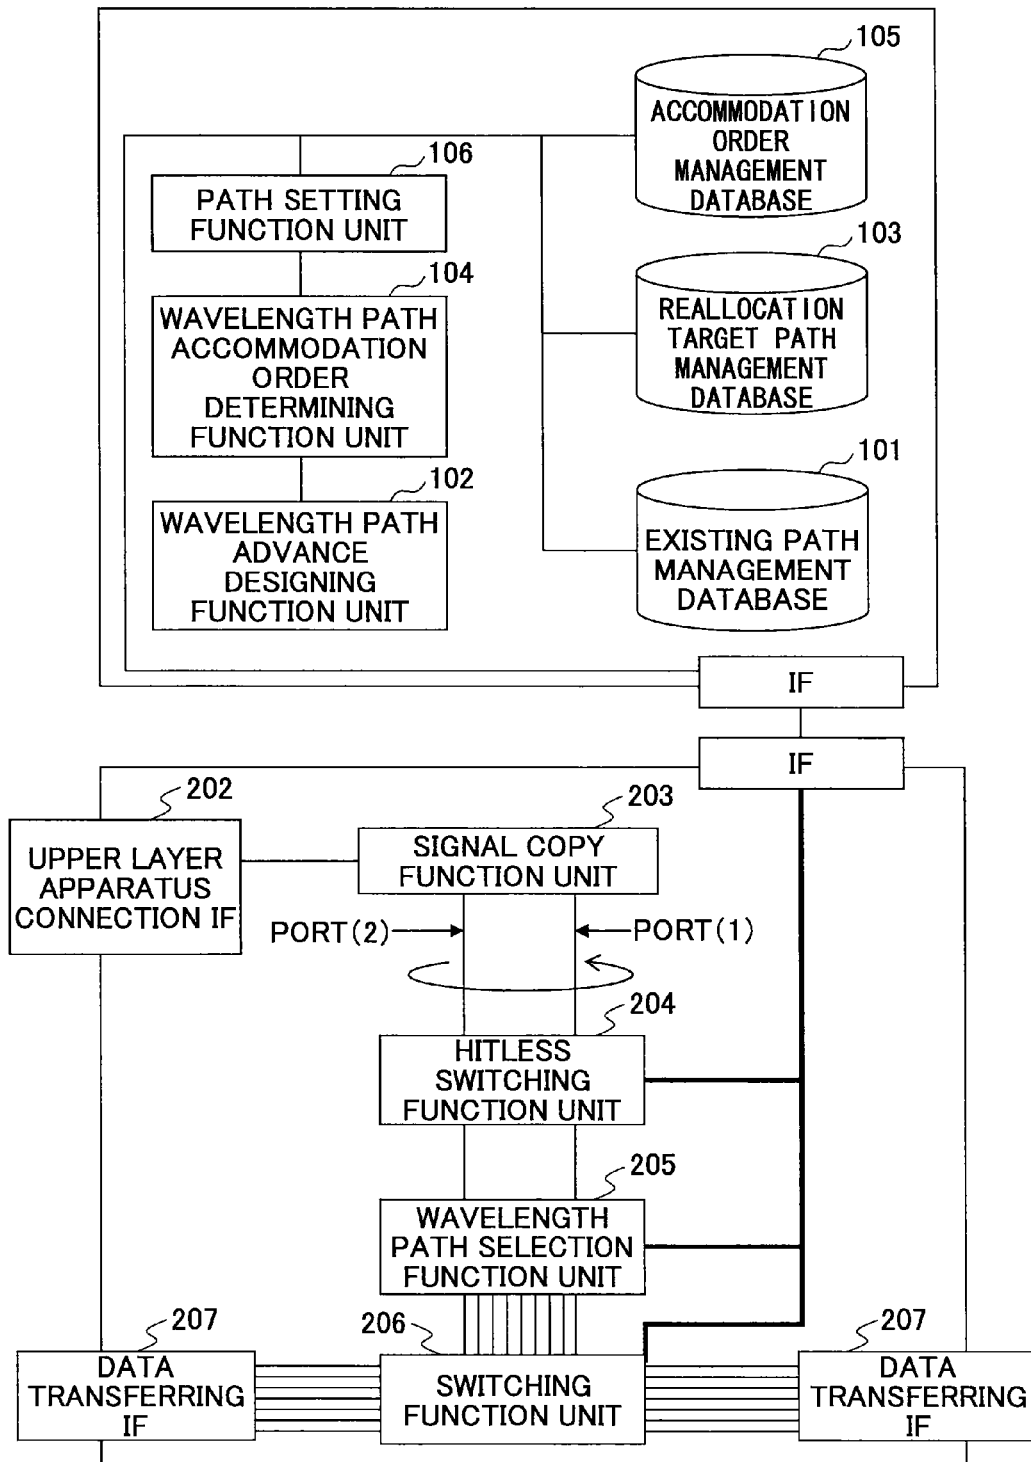 105
ACCOMMODATION
ORDER
MANAGEMENT
DATABASE
106
PATH SETTING
FUNCTION UNIT
103
REALLOCATION
TARGET PATH
MANAGEMENT
DATABASE
104
WAVELENGTH PATH
ACCOMMODATION
ORDER
DETERMINING
FUNCTION UNIT
101
EXISTING PATH
MANAGEMENT
DATABASE
102
WAVELENGTH PATH
ADVANCE
DESIGNING
FUNCTION UNIT
IF
IF
202
UPPER LAYER
APPARATUS
CONNECTION IF
203
SIGNAL COPY
FUNCTION UNIT
PORT(2)
PORT(1)
204
HITLESS
SWITCHING
FUNCTION UNIT
205
WAVELENGTH
PATH SELECTION
FUNCTION UNIT
207
DATA
TRANSFERRING
IF
206
SWITCHING
FUNCTION UNIT
207
DATA
TRANSFERRING
IF